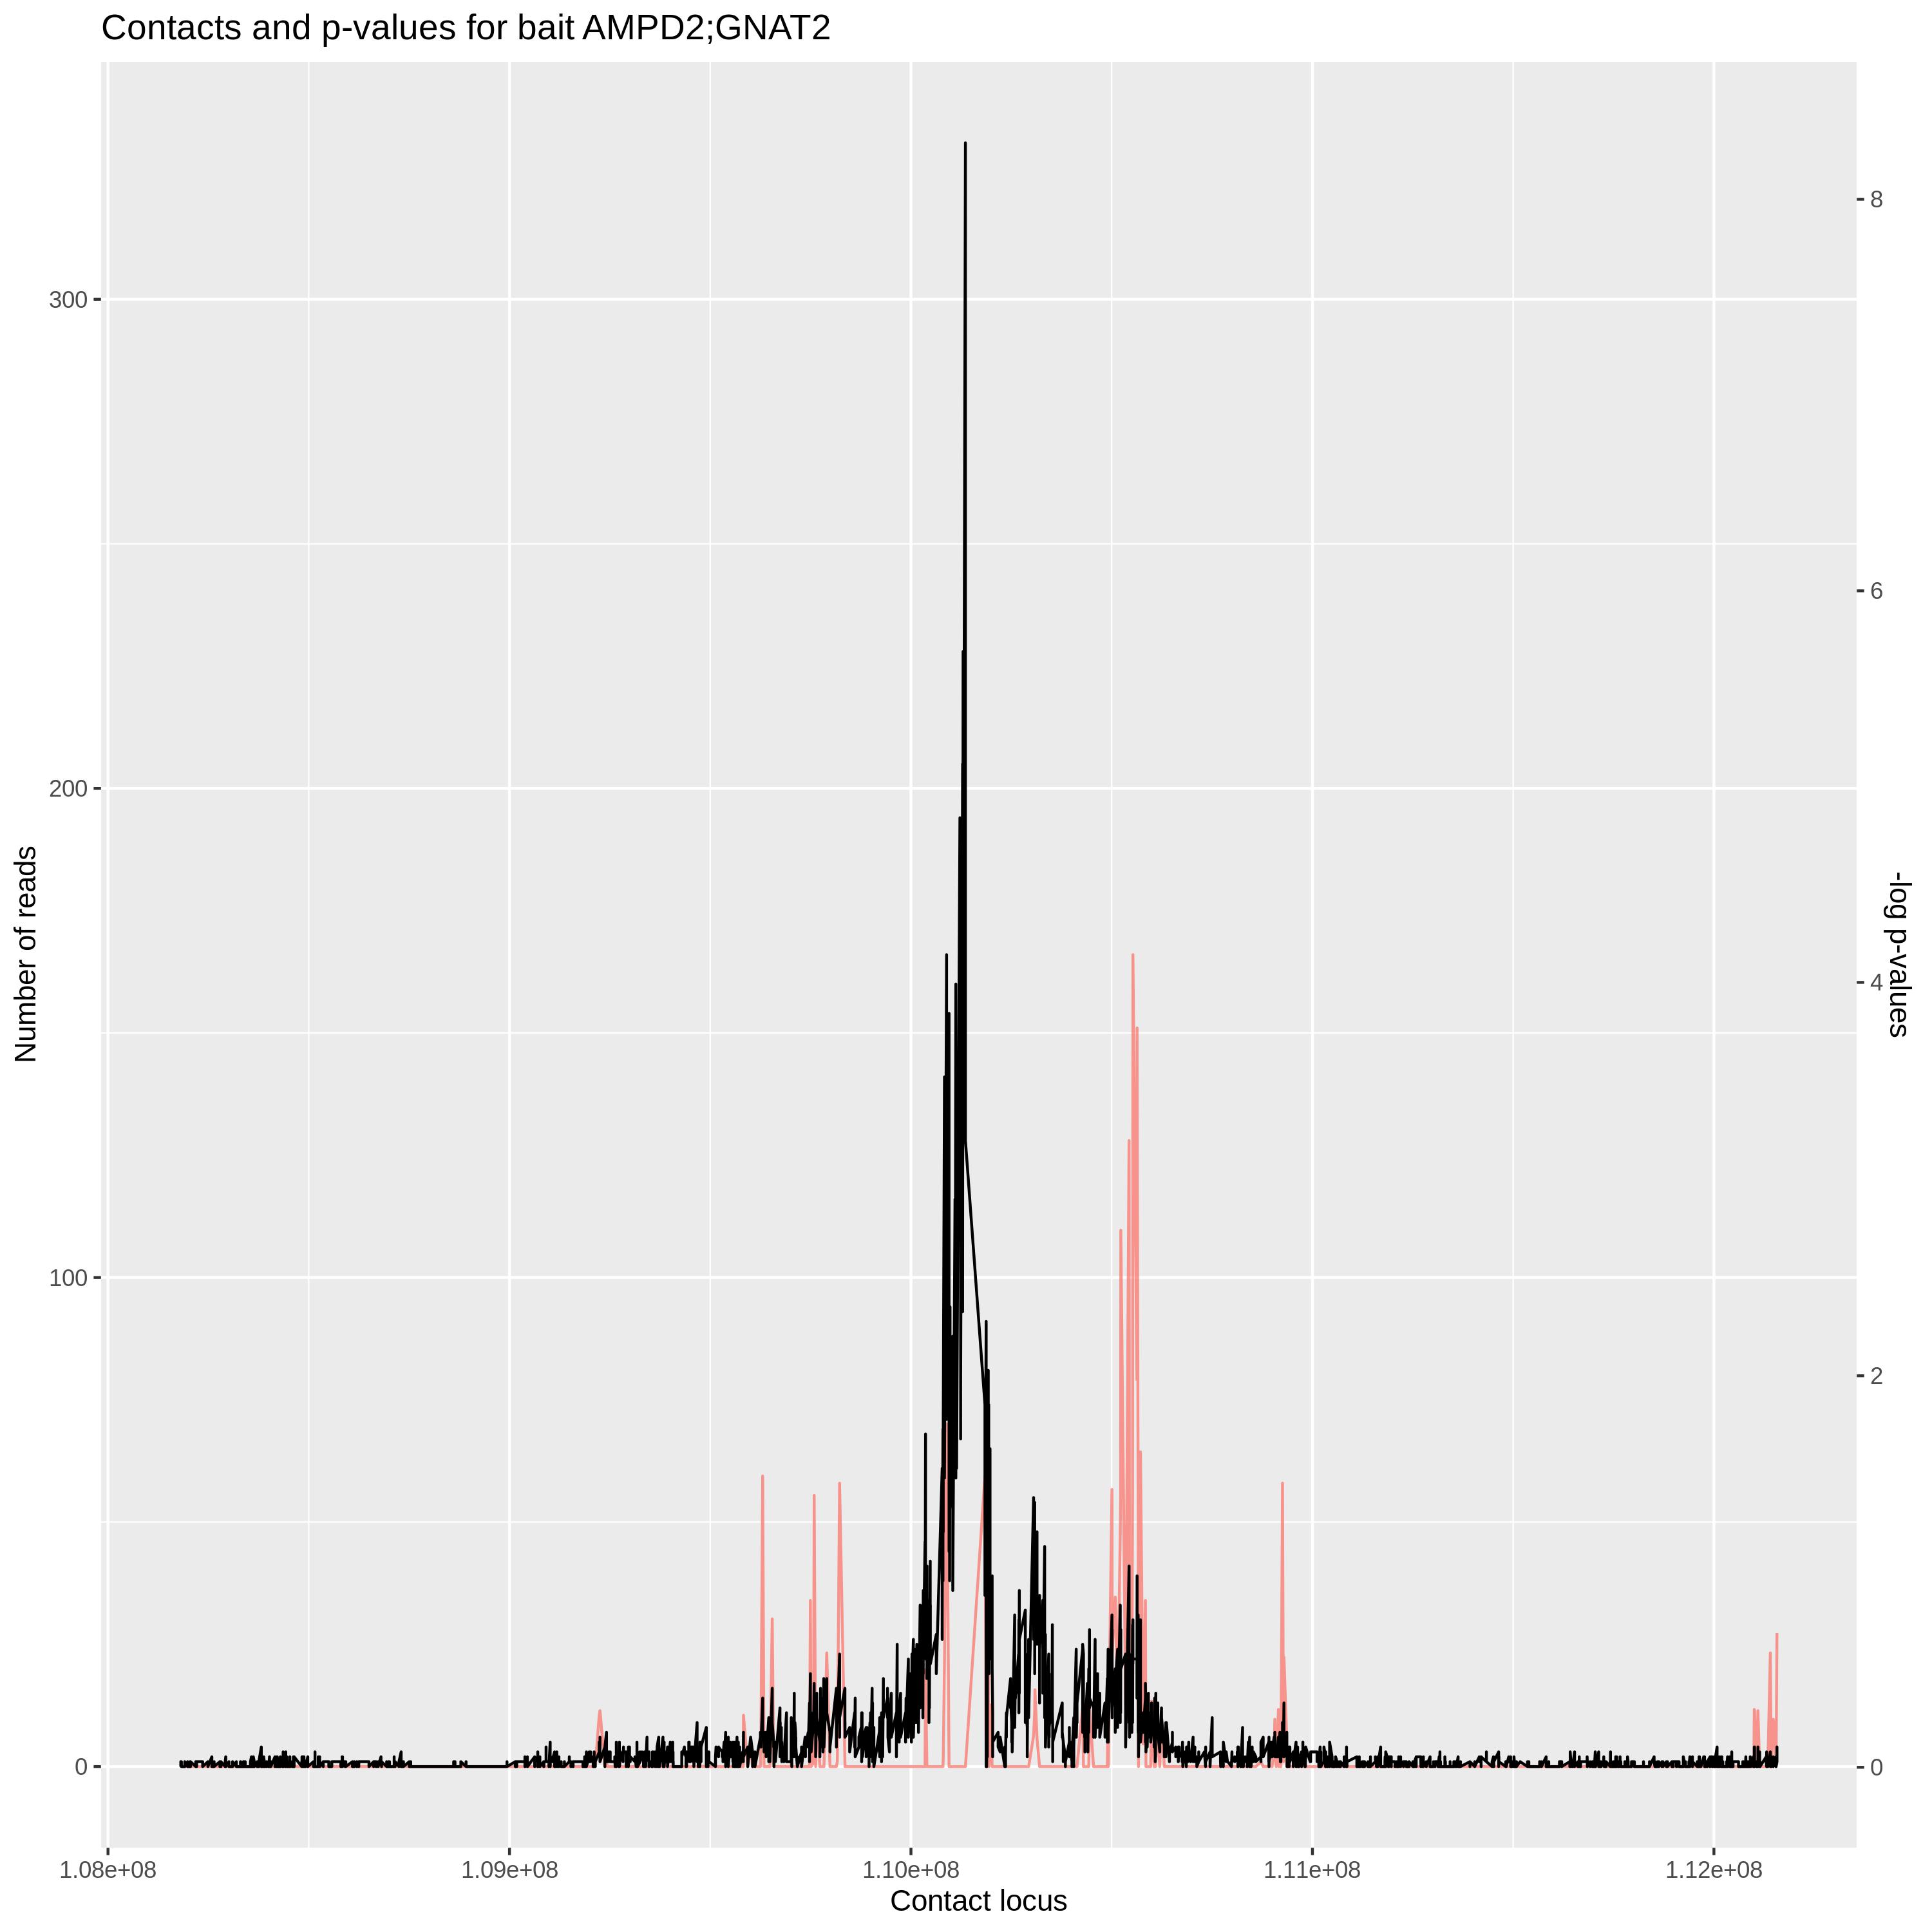 Contacts and p-values for bait AMPD2;GNAT2
300
200
100
0
8
6
4
2
0
Number of reads
-log p-values
1.08e+08 1.09e+08 1.10e+08 1.11e+08 1.12e+08
Contact locus